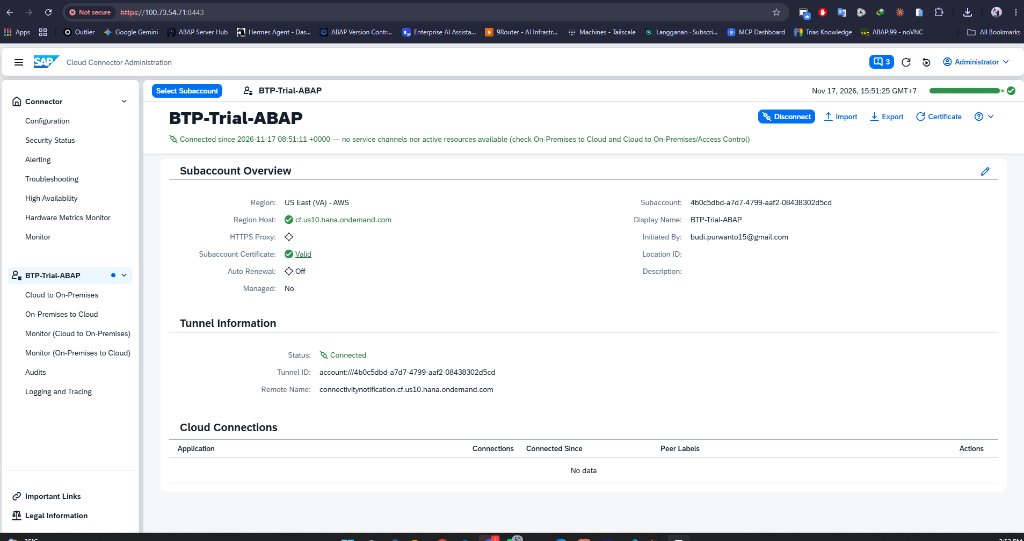 Not secure https://100.73.54.71:8443
Apps Outlier Google Gemini ABAP Server Hub Hermes Agent - Das... ABAP Version Contr... Enterprise AI Assista... 9Router - AI Infrastr... Machines - Tailscale Langganan - Subscri... MCP Dashboard Trias Knowledge ABAP-99 - noVNC All Bookmarks
SAP Cloud Connector Administration 3 Administrator
Connector
Configuration
Security Status
Alerting
Troubleshooting
High Availability
Hardware Metrics Monitor
Monitor
BTP-Trial-ABAP
Cloud to On-Premises
On-Premises to Cloud
Monitor (Cloud to On-Premises)
Monitor (On-Premises to Cloud)
Audits
Logging and Tracing
Important Links
Legal Information
Select Subaccount BTP-Trial-ABAP Nov 17, 2026, 15:51:25 GMT+7
BTP-Trial-ABAP Disconnect Import Export Certificate
Connected since 2026-11-17 08:51:11 +0000 — no service channels nor active resources available (check On-Premises to Cloud and Cloud to On-Premises/Access Control)
Subaccount Overview
Region: US East (VA) - AWS
Region Host: cf.us10.hana.ondemand.com
HTTPS Proxy:
Subaccount Certificate: Valid
Auto Renewal: Off
Managed: No
Subaccount: 4b0c5dbd-a7d7-4799-aaf2-08438302d5cd
Display Name: BTP-Trial-ABAP
Initiated By: budi.purwanto15@gmail.com
Location ID:
Description:
Tunnel Information
Status: Connected
Tunnel ID: account:///4b0c5dbd-a7d7-4799-aaf2-08438302d5cd
Remote Name: connectivitynotification.cf.us10.hana.ondemand.com
Cloud Connections
Application Connections Connected Since Peer Labels Actions
No data